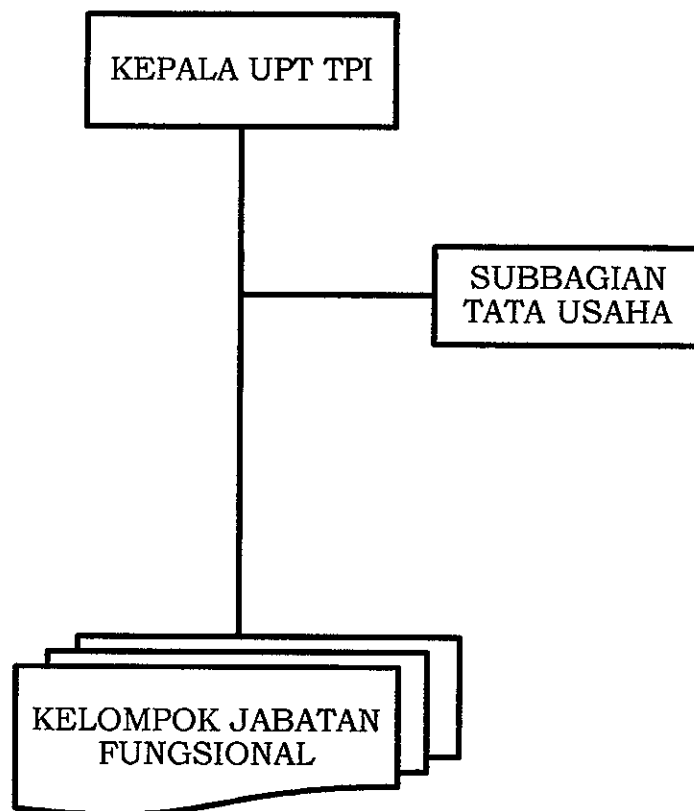 KEPALA UPT TPI
SUBBAGIAN
TATA USAHA
KELOMPOK JABATAN
FUNGSIONAL